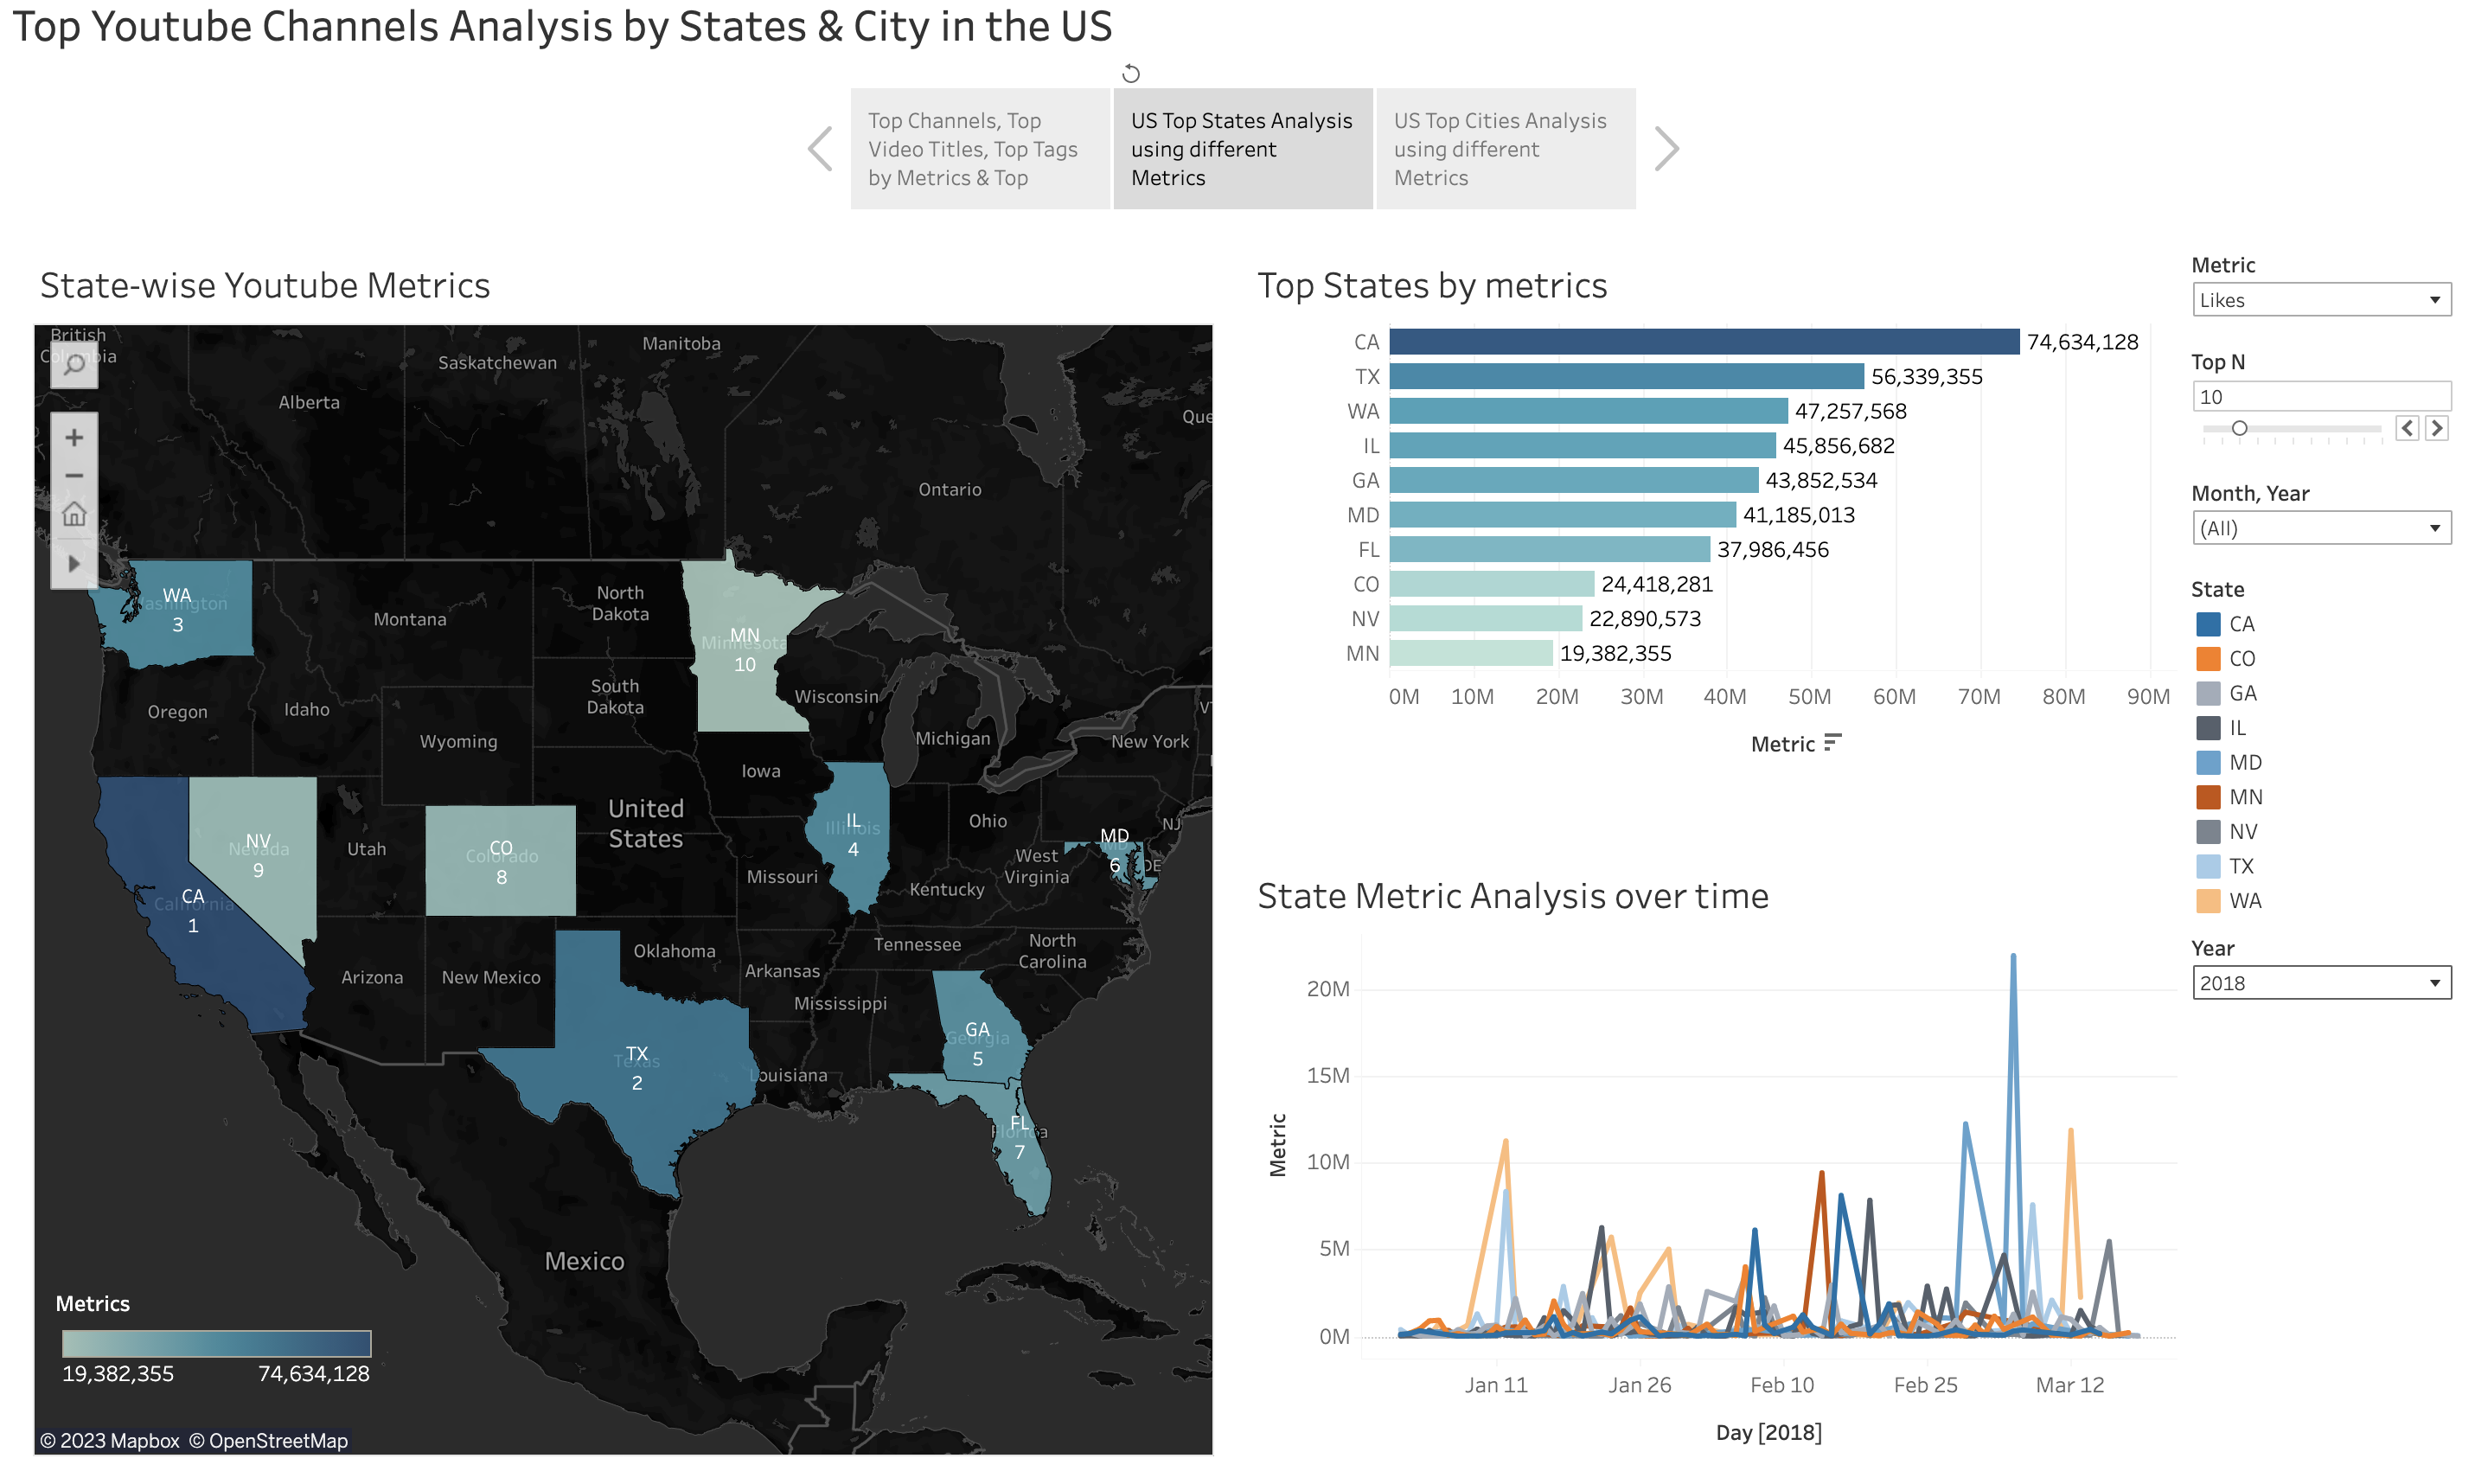 Top Youtube Channels Analysis by States & City in the US
Top Channels, Top
Video Titles, Top Tags
by Metrics & Top
US Top States Analysis
using different
Metrics
US Top Cities Analysis
using different
Metrics
State-wise Youtube Metrics
British
Columbia
Alberta
Saskatchewan
Manitoba
Ontario
Que
WA
Washington
3
Montana
North
Dakota
MN
Minnesota
10
South
Dakota
Wisconsin
Oregon
Idaho
Wyoming
Michigan
New York
VT
Iowa
United
States
NV
Nevada
9
Utah
CO
Colorado
8
IL
Illinois
4
Ohio
MD
MD
6
NJ
DE
West
Virginia
Missouri
Kentucky
CA
California
1
Arizona
New Mexico
Oklahoma
Tennessee
North
Carolina
Arkansas
Mississippi
GA
Georgia
5
TX
Texas
2
Louisiana
FL
Florida
7
Mexico
Metrics
19,382,355
74,634,128
© 2023 Mapbox © OpenStreetMap
Top States by metrics
CA 74,634,128
TX 56,339,355
WA 47,257,568
IL 45,856,682
GA 43,852,534
MD 41,185,013
FL 37,986,456
CO 24,418,281
NV 22,890,573
MN 19,382,355
0M 10M 20M 30M 40M 50M 60M 70M 80M 90M
Metric
State Metric Analysis over time
20M
15M
10M
5M
0M
Metric
Jan 11 Jan 26 Feb 10 Feb 25 Mar 12
Day [2018]
Metric
Likes
Top N
10
Month, Year
(All)
State
CA
CO
GA
IL
MD
MN
NV
TX
WA
Year
2018